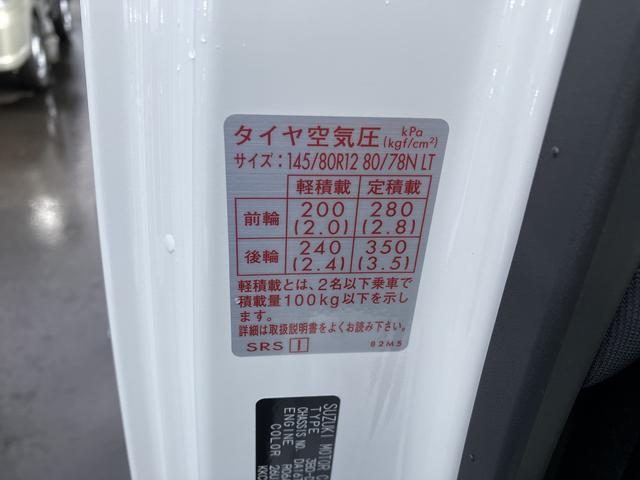 タイヤ空気圧 kPa (kgf/cm²)
サイズ:145/80R12 80/78N LT
軽積載 定積載
前輪 200 (2.0) 280 (2.8)
後輪 240 (2.4) 350 (3.5)
軽積載とは、2名以下乗車で
積載量100kg以下を示し
ます。
詳細は取扱説明書をよくお読み下さい。
SRS I 82M5
SUZUKI MOTOR
TYPE
CHASSIS NO.
ENGINE
COLOR